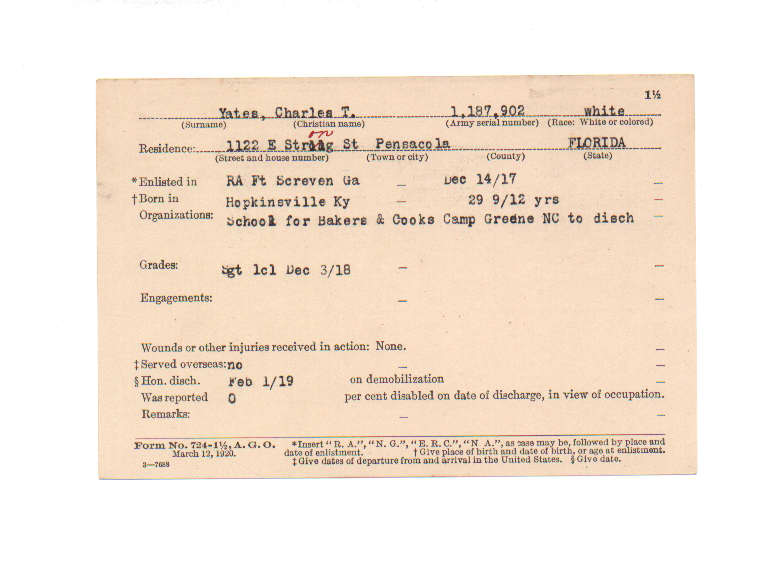 1½
Yates, Charles T. 1,187,902 white
(Surname) (Christian name) (Army serial number) (Race: White or colored)
on
Residence: 1122 E Strong St Pensacola FLORIDA
(Street and house number) (Town or city) (County) (State)
*Enlisted in RA Ft Screven Ga – Dec 14/17 –
†Born in Hopkinsville Ky – 29 9/12 yrs –
Organizations: School for Bakers & Cooks Camp Greene NC to disch –
Grades: Sgt 1cl Dec 3/18 – –
Engagements: – –
Wounds or other injuries received in action: None. –
‡Served overseas: no – –
§Hon. disch. Feb 1/19 on demobilization –
Was reported 0 per cent disabled on date of discharge, in view of occupation.
Remarks: – –
Form No. 724-1½, A. G. O. *Insert "R. A.", "N. G.", "E. R. C.", "N. A.", as case may be, followed by place and
March 12, 1920. date of enlistment. †Give place of birth and date of birth, or age at enlistment.
3—7688 ‡Give dates of departure from and arrival in the United States. §Give date.